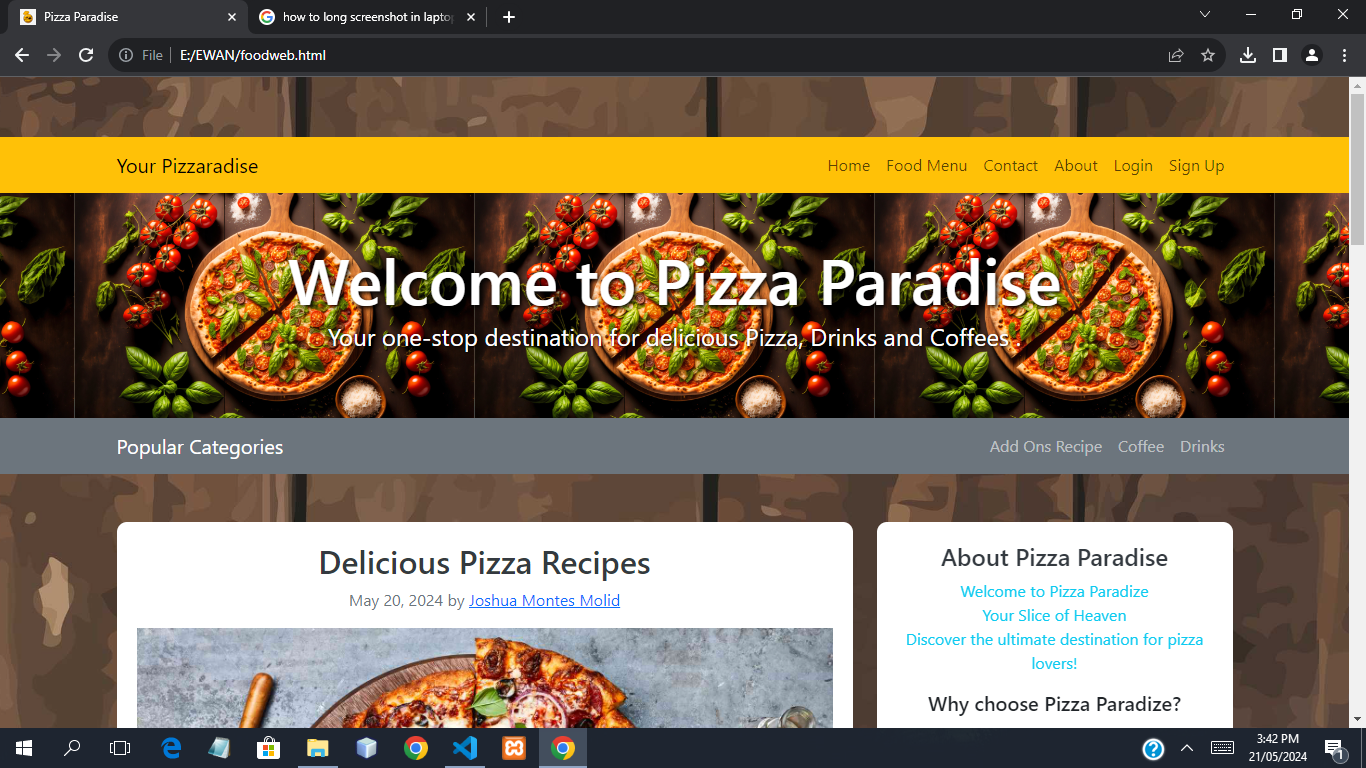 Pizza Paradise
how to long screenshot in lapto
File
E:/EWAN/foodweb.html
Your Pizzaradise
Home Food Menu Contact About Login Sign Up
Welcome to Pizza Paradise
Your one-stop destination for delicious Pizza, Drinks and Coffees .
Popular Categories
Add Ons Recipe Coffee Drinks
Delicious Pizza Recipes
May 20, 2024 by Joshua Montes Molid
About Pizza Paradise
Welcome to Pizza Paradize
Your Slice of Heaven
Discover the ultimate destination for pizza
lovers!
Why choose Pizza Paradize?
3:42 PM
21/05/2024
1